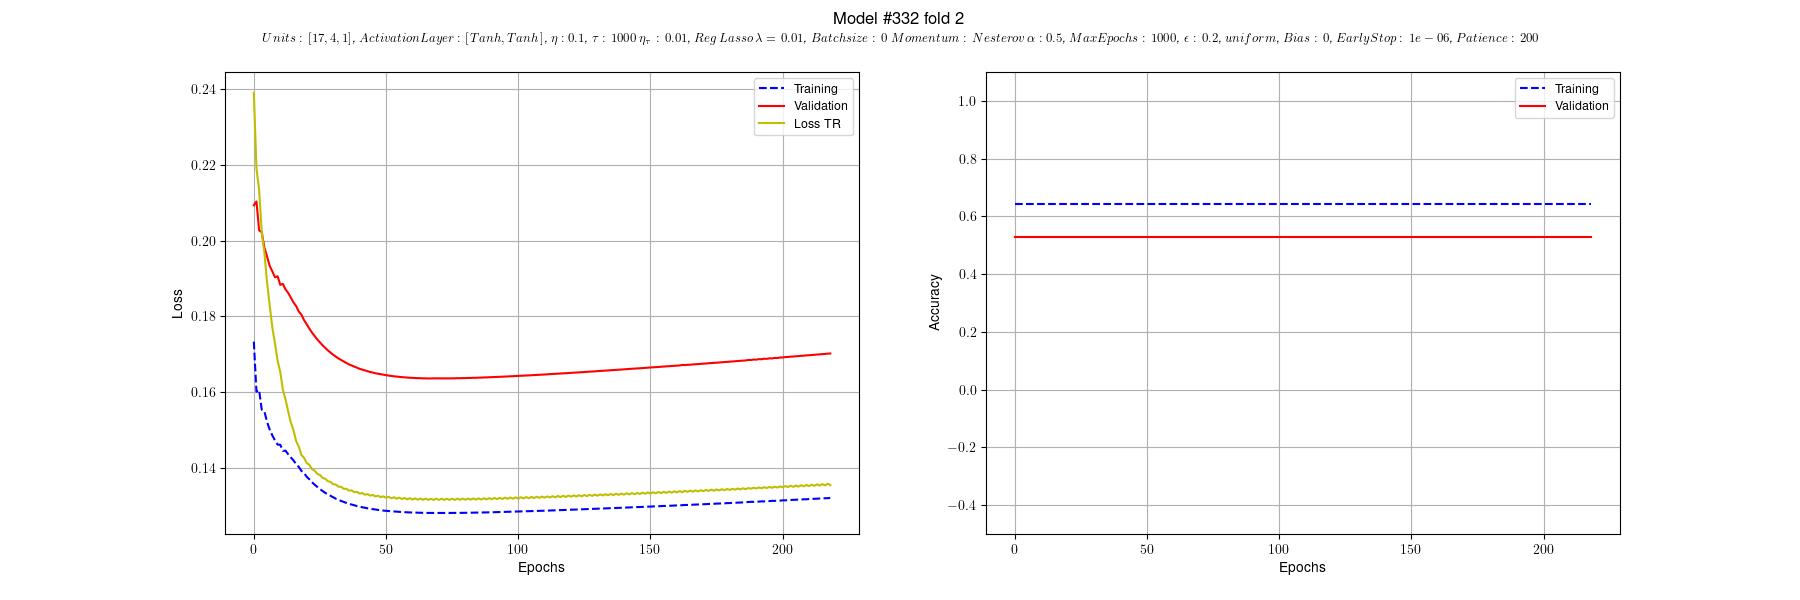 Model #332 fold 2
Units : [17, 4, 1], ActivationLayer : [Tanh, Tanh], η : 0.1, τ : 1000 η_τ : 0.01, Reg Lasso λ = 0.01, Batchsize : 0 Momentum : Nesterov α : 0.5, MaxEpochs : 1000, ϵ : 0.2, uniform, Bias : 0, EarlyStop : 1e − 06, Patience : 200
0.24
0.22
0.20
0.18
0.16
0.14
Loss
0 50 100 150 200
Epochs
Training
Validation
Loss TR
1.0
0.8
0.6
0.4
0.2
0.0
−0.2
−0.4
Accuracy
0 50 100 150 200
Epochs
Training
Validation